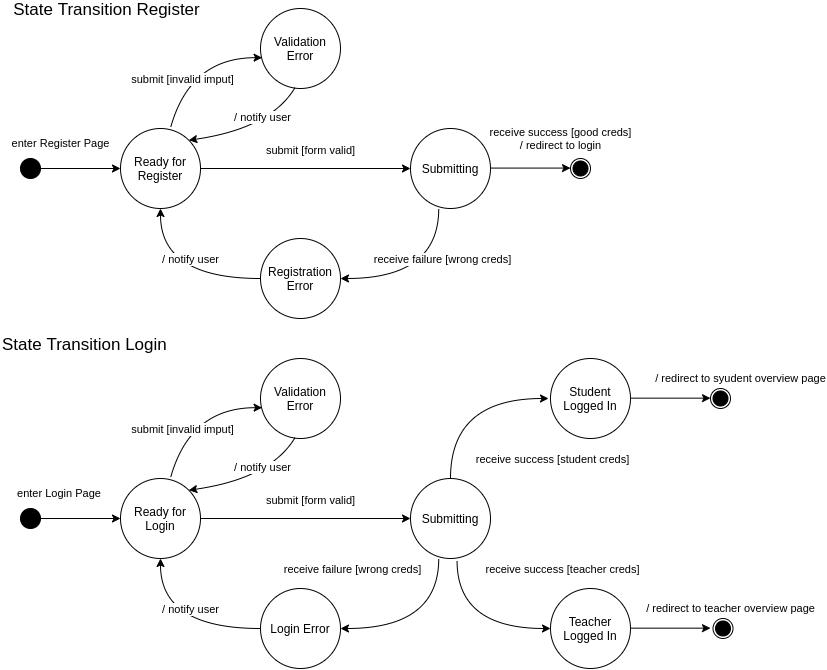 State Transition Register
Validation
Error
submit [invalid imput]
/ notify user
enter Register Page
Ready for
Register
submit [form valid]
Submitting
receive success [good creds]
/ redirect to login
/ notify user
Registration
Error
receive failure [wrong creds]
State Transition Login
Validation
Error
Student
Logged In
/ redirect to syudent overview page
submit [invalid imput]
/ notify user
receive success [student creds]
enter Login Page
Ready for
Login
submit [form valid]
Submitting
receive failure [wrong creds]
receive success [teacher creds]
/ notify user
Login Error
Teacher
Logged In
/ redirect to teacher overview page